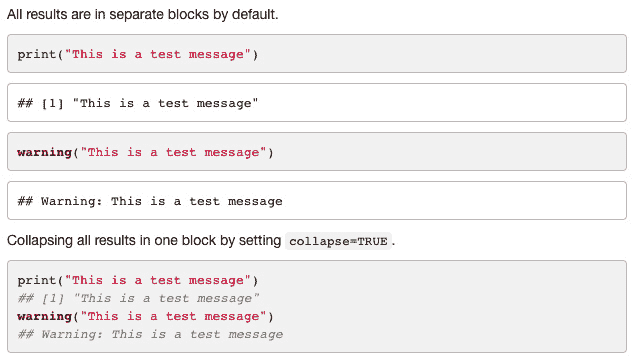 All results are in separate blocks by default.
print("This is a test message")
## [1] "This is a test message"
warning("This is a test message")
## Warning: This is a test message
Collapsing all results in one block by setting collapse=TRUE.
print("This is a test message")
## [1] "This is a test message"
warning("This is a test message")
## Warning: This is a test message